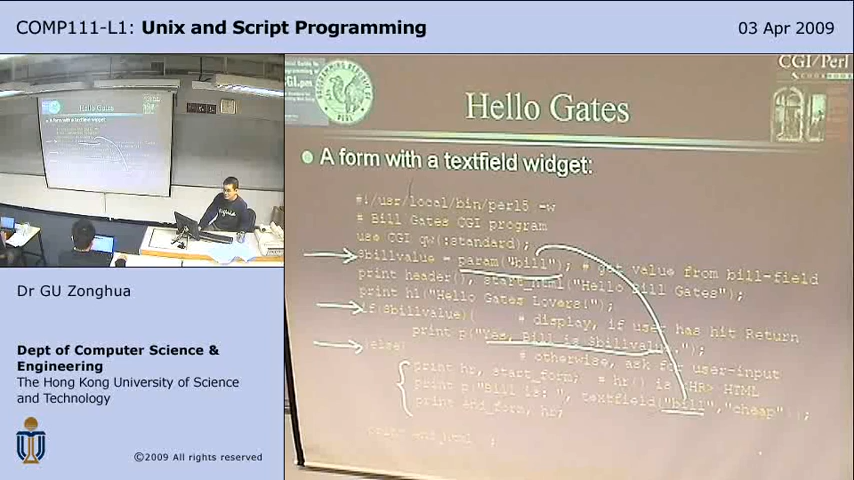 COMP111-L1: Unix and Script Programming
03 Apr 2009
CGI/Perl
Hello Gates
A form with a textfield widget:
#!/usr/local/bin/perl5 -w
# Bill Gates CGI program
use CGI qw(:standard);
$billvalue = param("bill"); # get value from bill-field
print header(), start_html("Hello Bill Gates");
print h1("Hello Gates Lovers!");
if($billvalue){ # display, if user has hit Return
print p("Yes, Bill is $billvalue.");
}else{
# otherwise, ask for user-input
print hr, start_form; # hr() is <HR> HTML
print p("Bill is: ", textfield("bill","cheap"));
print end_form, hr;
print end_html
Hello Gates
Dr GU Zonghua
Dept of Computer Science &
Engineering
The Hong Kong University of Science
and Technology
©2009 All rights reserved